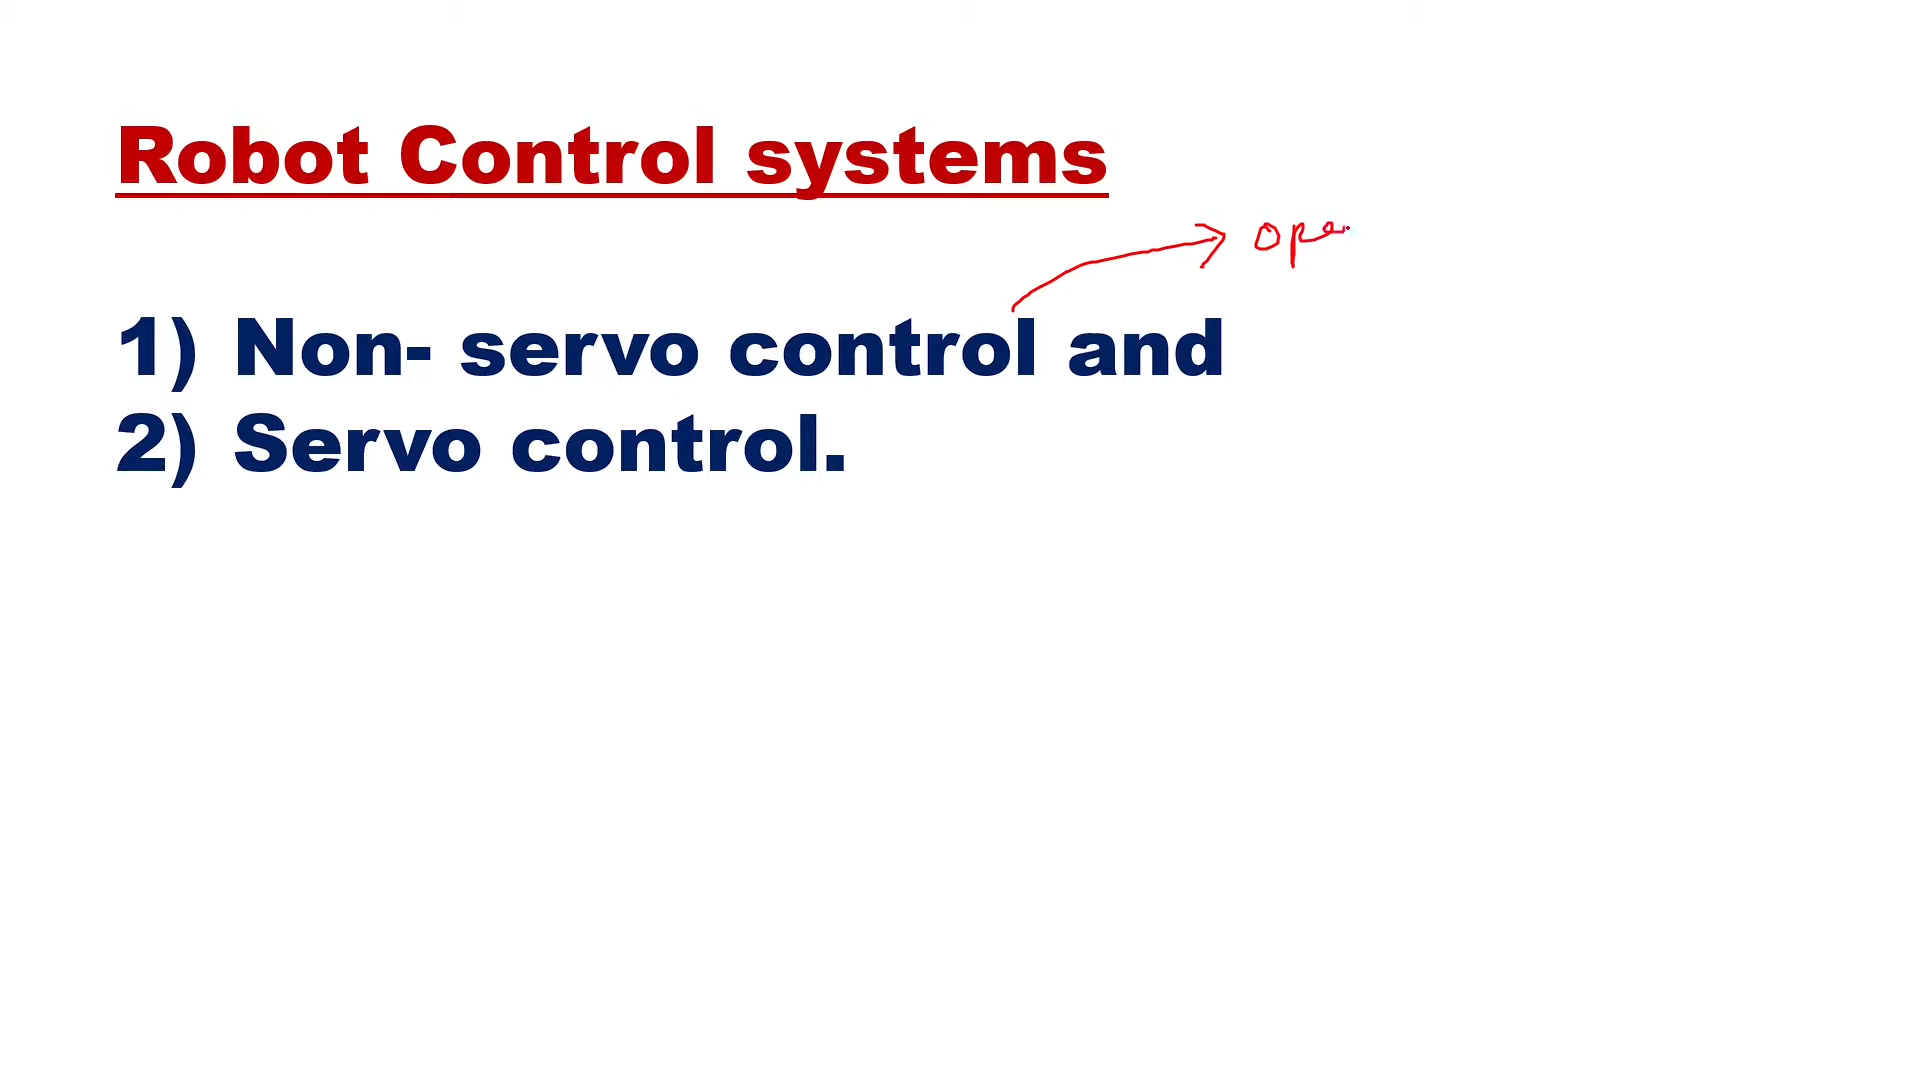 Robot Control systems
ope
1) Non- servo control and
2) Servo control.